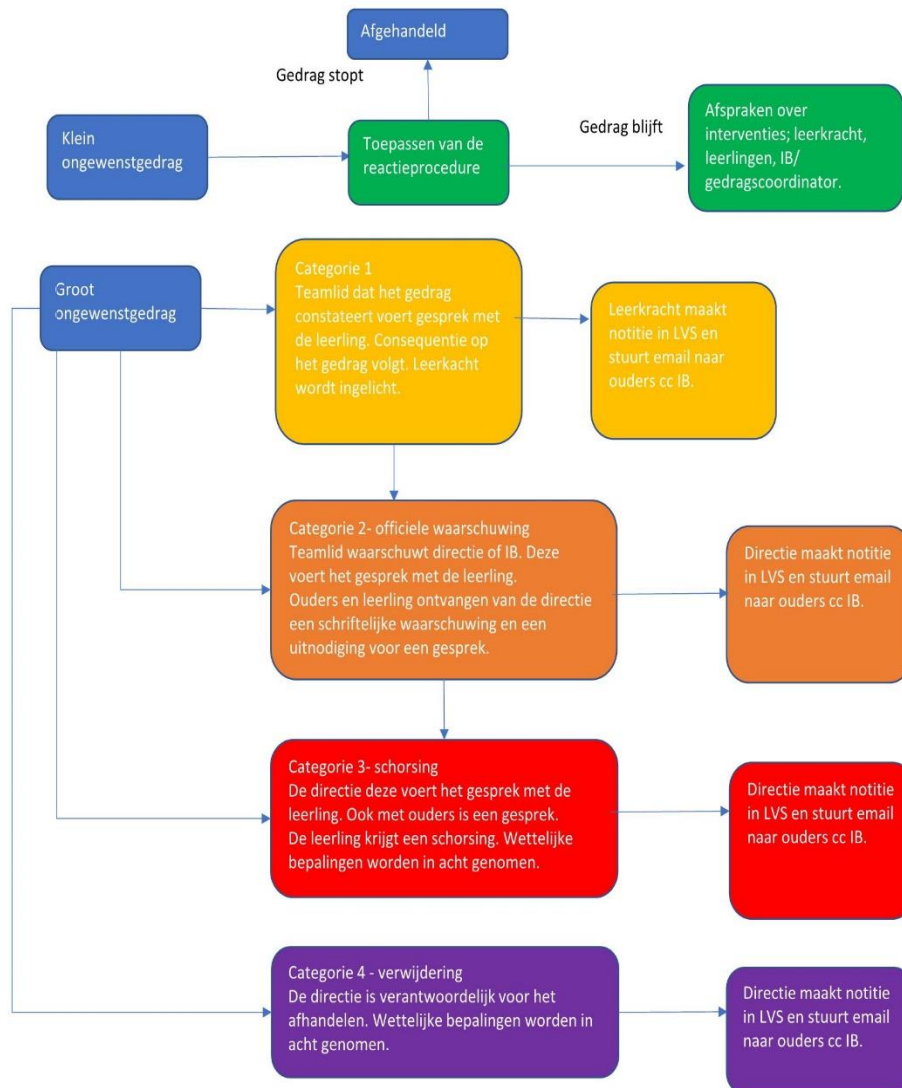 Afgehandeld
Gedrag stopt
Klein
ongewenstgedrag
Toepassen van de
reactieprocedure
Gedrag blijft
Afspraken over
interventies; leerkracht,
leerlingen, IB/
gedragscoordinator.
Groot
ongewenstgedrag
Categorie 1
Teamlid dat het gedrag
constateert voert gesprek met
de leerling. Consequentie op
het gedrag volgt. Leerkacht
wordt ingelicht.
Leerkracht maakt
notitie in LVS en
stuurt email naar
ouders cc IB.
Categorie 2- officiele waarschuwing
Teamlid waarschuwt directie of IB. Deze
voert het gesprek met de leerling.
Ouders en leerling ontvangen van de directie
een schriftelijke waarschuwing en een
uitnodiging voor een gesprek.
Directie maakt notitie
in LVS en stuurt email
naar ouders cc IB.
Categorie 3- schorsing
De directie deze voert het gesprek met de
leerling. Ook met ouders is een gesprek.
De leerling krijgt een schorsing. Wettelijke
bepalingen worden in acht genomen.
Directie maakt notitie
in LVS en stuurt email
naar ouders cc IB.
Categorie 4 - verwijdering
De directie is verantwoordelijk voor het
afhandelen. Wettelijke bepalingen worden in
acht genomen.
Directie maakt notitie
in LVS en stuurt email
naar ouders cc IB.